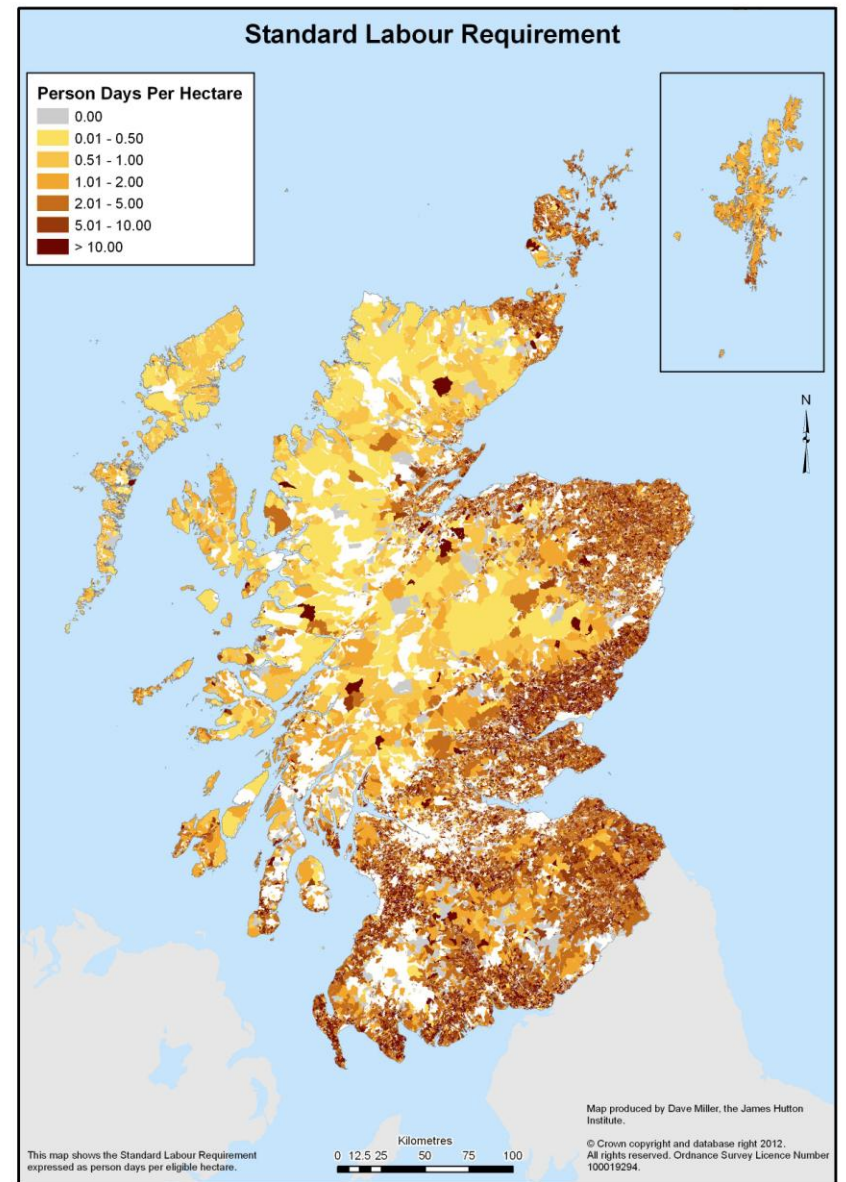 Standard Labour Requirement
Person Days Per Hectare
0.00
0.01 - 0.50
0.51 - 1.00
1.01 - 2.00
2.01 - 5.00
5.01 - 10.00
> 10.00
N
Map produced by Dave Miller, the James Hutton
Institute.
© Crown copyright and database right 2012.
All rights reserved. Ordnance Survey Licence Number
100019294.
Kilometres
0 12.5 25 50 75 100
This map shows the Standard Labour Requirement
expressed as person days per eligible hectare.